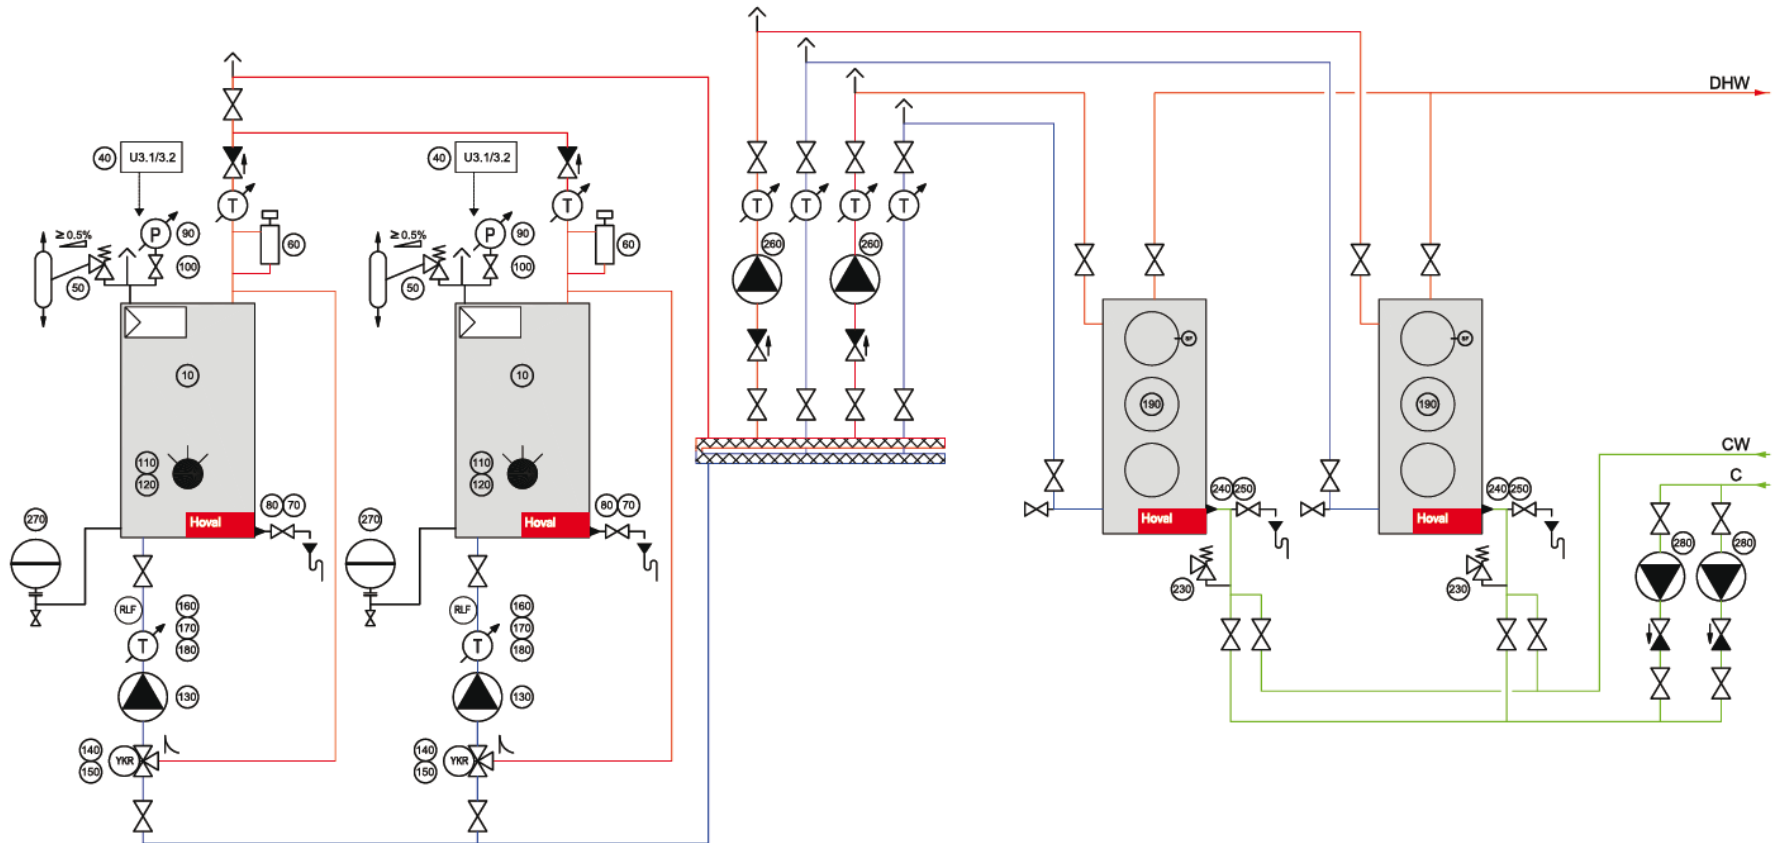 DHW
40 U3.1/3.2
40 U3.1/3.2
T
T
T
T
T
T
≥ 0.5%
P
90
60
≥ 0.5%
P
90
60
260
260
100
100
50
50
10
10
BF
BF
190
190
CW
C
110
120
110
120
80 70
80 70
240 250
240 250
Hoval
Hoval
Hoval
Hoval
270
270
280
280
230
230
RLF
160
170
180
T
RLF
160
170
180
T
130
130
140
150
YKR
140
150
YKR